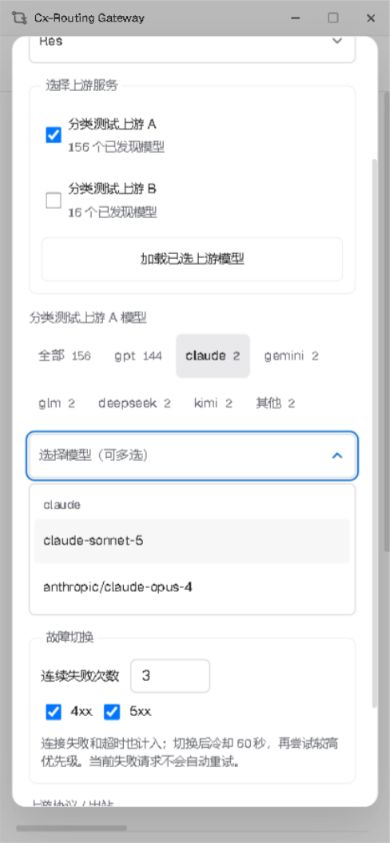 Cx-Routing Gateway
Res
选择上游服务
分类测试上游 A
156 个已发现模型
分类测试上游 B
16 个已发现模型
加载已选上游模型
分类测试上游 A 模型
全部 156 gpt 144 claude 2 gemini 2
glm 2 deepseek 2 kimi 2 其他 2
选择模型（可多选）
claude
claude-sonnet-5
anthropic/claude-opus-4
故障切换
连续失败次数 3
4xx 5xx
连接失败和超时也计入；切换后冷却 60 秒，再尝试较高
优先级。当前失败请求不会自动重试。
上游协议 / 出站